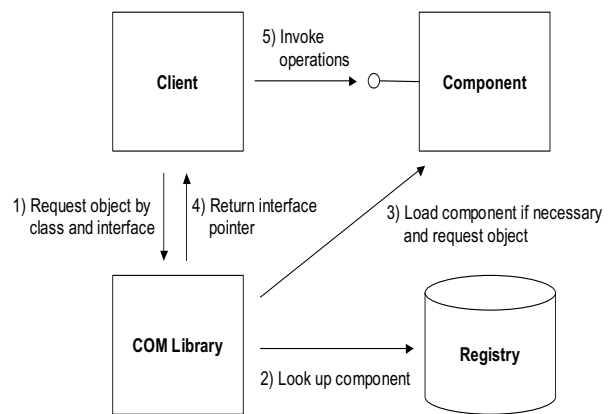 5) Invoke
operations
Client
Component
1) Request object by
class and interface
4) Return interface
pointer
3) Load component if necessary
and request object
COM Library
2) Look up component
Registry